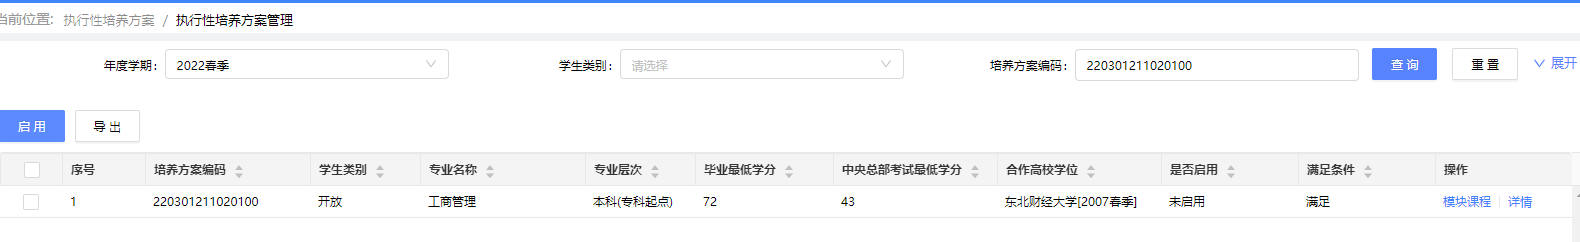 当前位置: 执行性培养方案 / 执行性培养方案管理
年度学期: 2022春季 学生类别: 请选择 培养方案编码: 220301211020100 查 询 重 置 展开
启 用 导 出
序号 培养方案编码 学生类别 专业名称 专业层次 毕业最低学分 中央总部考试最低学分 合作高校学位 是否启用 满足条件 操作
1 220301211020100 开放 工商管理 本科(专科起点) 72 43 东北财经大学[2007春季] 未启用 满足 模块课程 详情